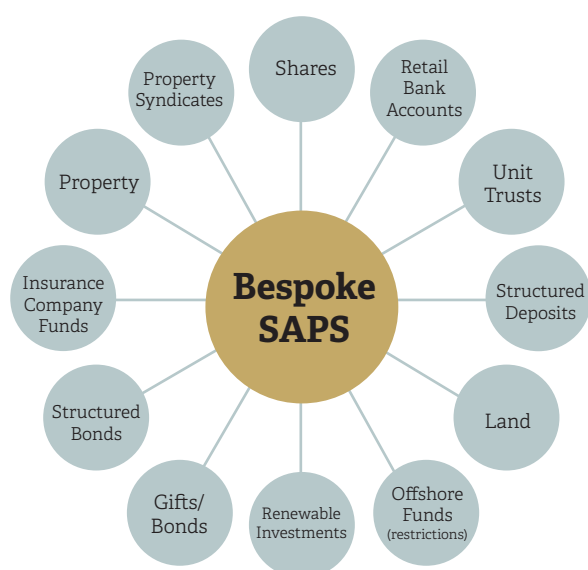 Shares
Retail
Bank
Accounts
Unit
Trusts
Structured
Deposits
Land
Offshore
Funds
(restrictions)
Renewable
Investments
Gifts/
Bonds
Structured
Bonds
Insurance
Company
Funds
Property
Property
Syndicates
Bespoke
SAPS